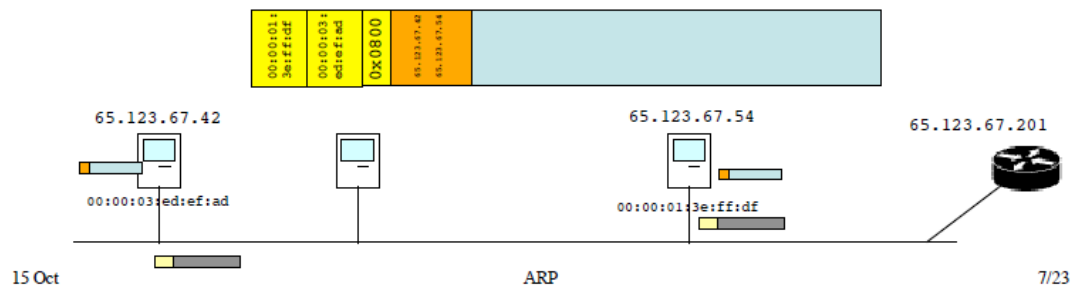 00:00:01:
3e:ff:df
00:00:03:
ed:ef:ad
0x0800
65.123.67.42
65.123.67.54
65.123.67.42
65.123.67.54
65.123.67.201
00:00:03:ed:ef:ad
00:00:01:3e:ff:df
15 Oct
ARP
7/23